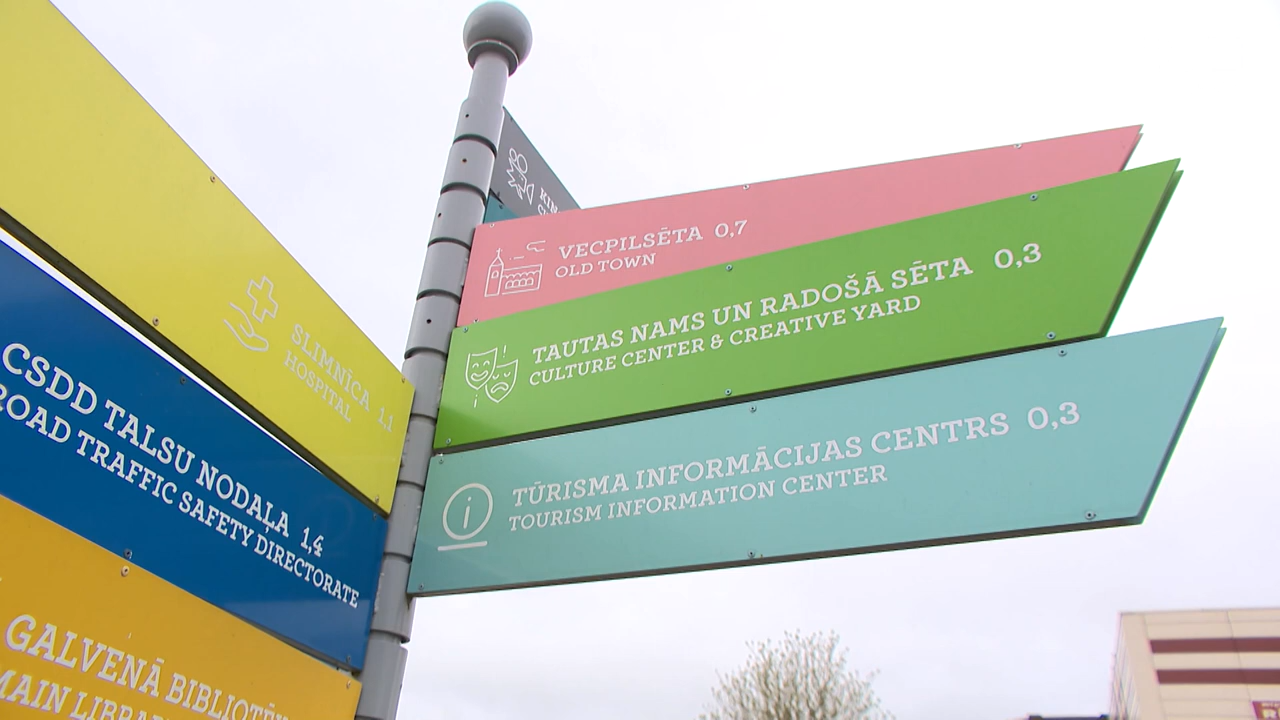 SLIMNĪCA 1,1
HOSPITAL
CSDD TALSU NODAĻA 1,4
ROAD TRAFFIC SAFETY DIRECTORATE
GALVENĀ
MAIN
VECPILSĒTA 0,7
OLD TOWN
TAUTAS NAMS UN RADOŠĀ SĒTA 0,3
CULTURE CENTER & CREATIVE YARD
TŪRISMA INFORMĀCIJAS CENTRS 0,3
TOURISM INFORMATION CENTER